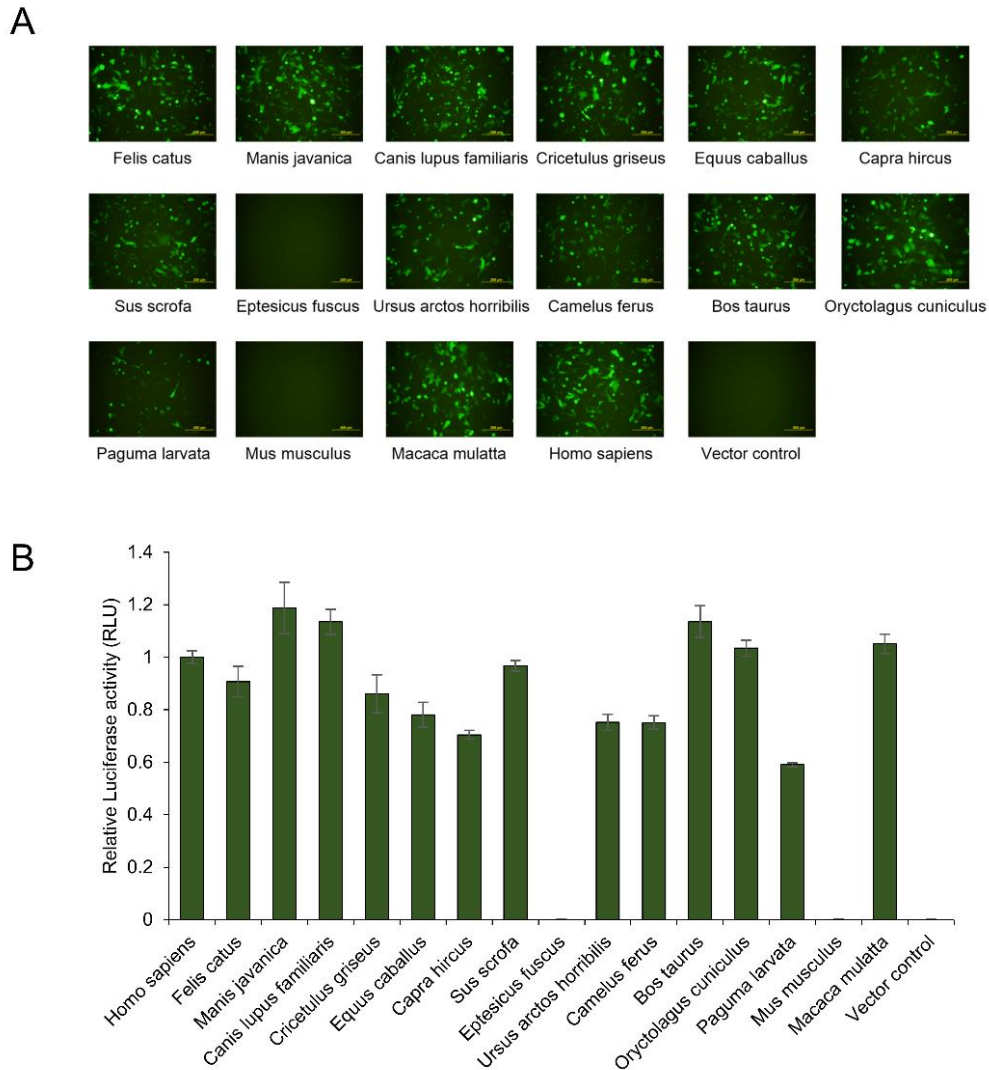 A
Felis catus
Manis javanica
Canis lupus familiaris
Cricetulus griseus
Equus caballus
Capra hircus
Sus scrofa
Eptesicus fuscus
Ursus arctos horribilis
Camelus ferus
Bos taurus
Oryctolagus cuniculus
Paguma larvata
Mus musculus
Macaca mulatta
Homo sapiens
Vector control
B
Relative Luciferase activity (RLU)
1.4
1.2
1
0.8
0.6
0.4
0.2
0
Homo sapiens
Felis catus
Manis javanica
Canis lupus familiaris
Cricetulus griseus
Equus caballus
Capra hircus
Sus scrofa
Eptesicus fuscus
Ursus arctos horribilis
Camelus ferus
Bos taurus
Oryctolagus cuniculus
Paguma larvata
Mus musculus
Macaca mulatta
Vector control